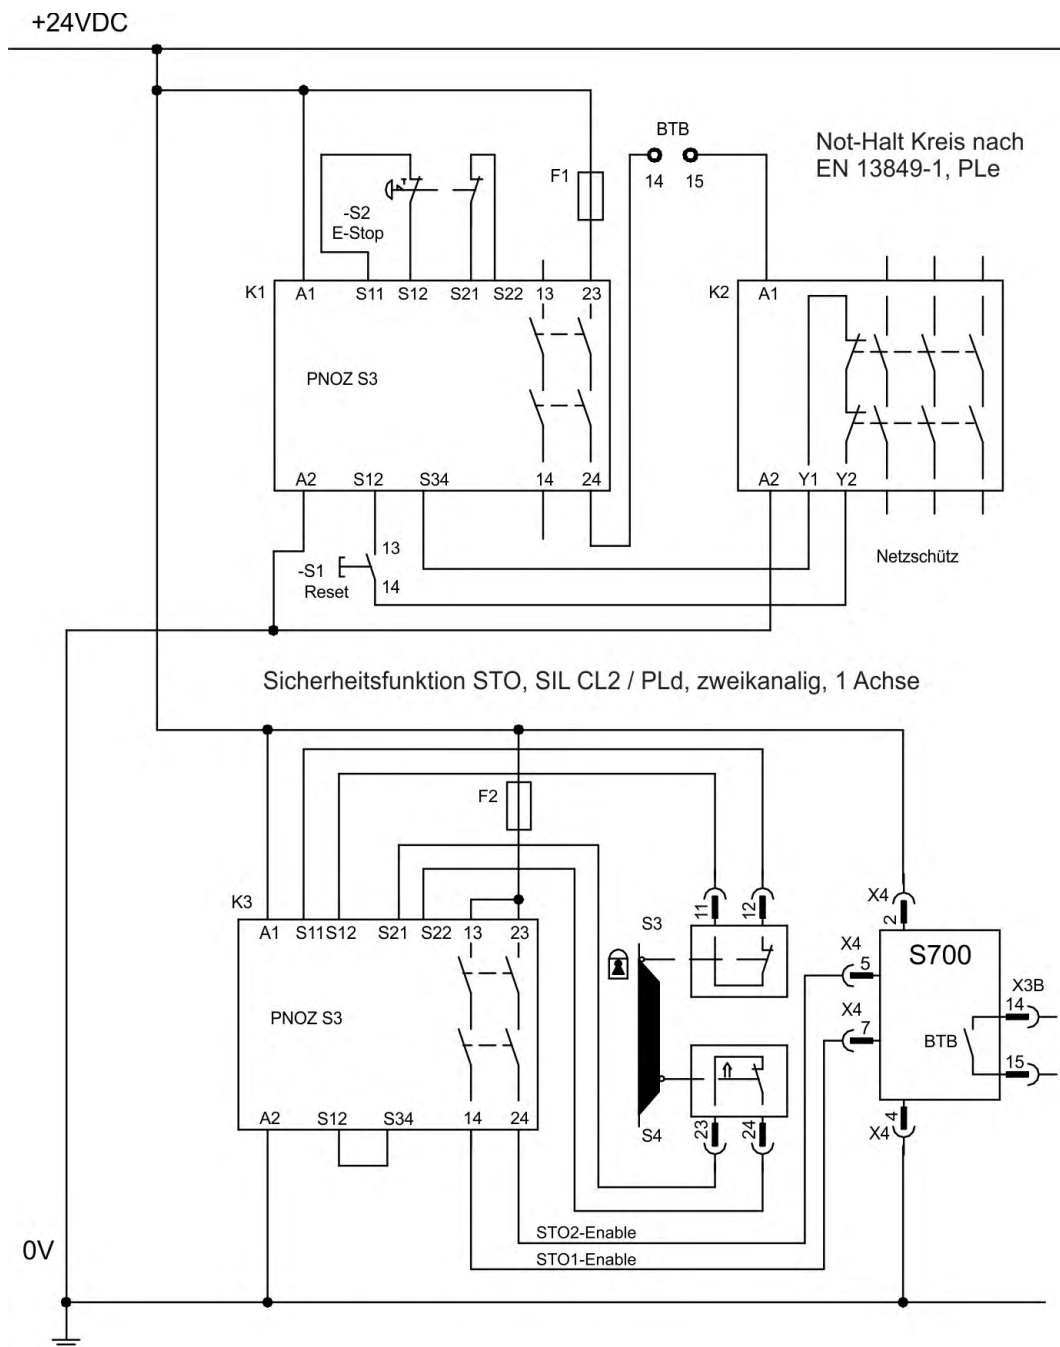 +24VDC
BTB
14 15
Not-Halt Kreis nach
EN 13849-1, PLe
F1
-S2
E-Stop
K1
A1 S11 S12 S21 S22 13 23
PNOZ S3
A2 S12 S34 14 24
K2
A1
A2 Y1 Y2
Netzschütz
13
-S1
14
Reset
Sicherheitsfunktion STO, SIL CL2 / PLd, zweikanalig, 1 Achse
F2
K3
A1 S11 S12 S21 S22 13 23
PNOZ S3
A2 S12 S34 14 24
S3
11 12
S4
23 24
X4
2
S700
X4
5
X4
7
X3B
14
BTB
15
4
X4
STO2-Enable
STO1-Enable
0V